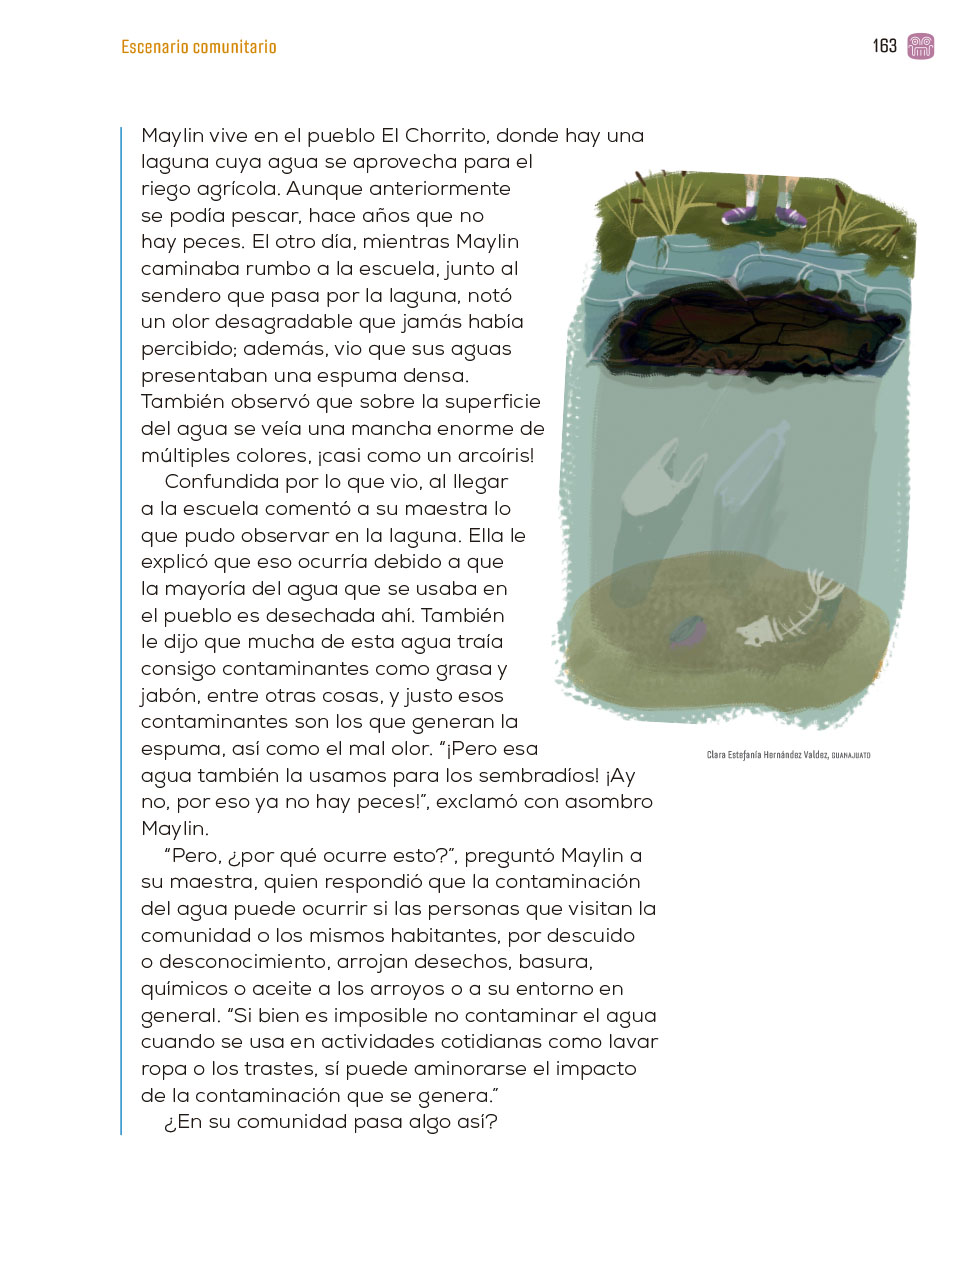 Escenario comunitario
163
Maylin vive en el pueblo El Chorrito, donde hay una
laguna cuya agua se aprovecha para el
riego agrícola. Aunque anteriormente
se podía pescar, hace años que no
hay peces. El otro día, mientras Maylin
caminaba rumbo a la escuela, junto al
sendero que pasa por la laguna, notó
un olor desagradable que jamás había
percibido; además, vio que sus aguas
presentaban una espuma densa.
También observó que sobre la superficie
del agua se veía una mancha enorme de
múltiples colores, ¡casi como un arcoíris!
Confundida por lo que vio, al llegar
a la escuela comentó a su maestra lo
que pudo observar en la laguna. Ella le
explicó que eso ocurría debido a que
la mayoría del agua que se usaba en
el pueblo es desechada ahí. También
le dijo que mucha de esta agua traía
consigo contaminantes como grasa y
jabón, entre otras cosas, y justo esos
contaminantes son los que generan la
espuma, así como el mal olor. “¡Pero esa
agua también la usamos para los sembradíos! ¡Ay
no, por eso ya no hay peces!”, exclamó con asombro
Maylin.
“Pero, ¿por qué ocurre esto?”, preguntó Maylin a
su maestra, quien respondió que la contaminación
del agua puede ocurrir si las personas que visitan la
comunidad o los mismos habitantes, por descuido
o desconocimiento, arrojan desechos, basura,
químicos o aceite a los arroyos o a su entorno en
general. “Si bien es imposible no contaminar el agua
cuando se usa en actividades cotidianas como lavar
ropa o los trastes, sí puede aminorarse el impacto
de la contaminación que se genera.”
¿En su comunidad pasa algo así?
Clara Estefanía Hernández Valdez, GUANAJUATO